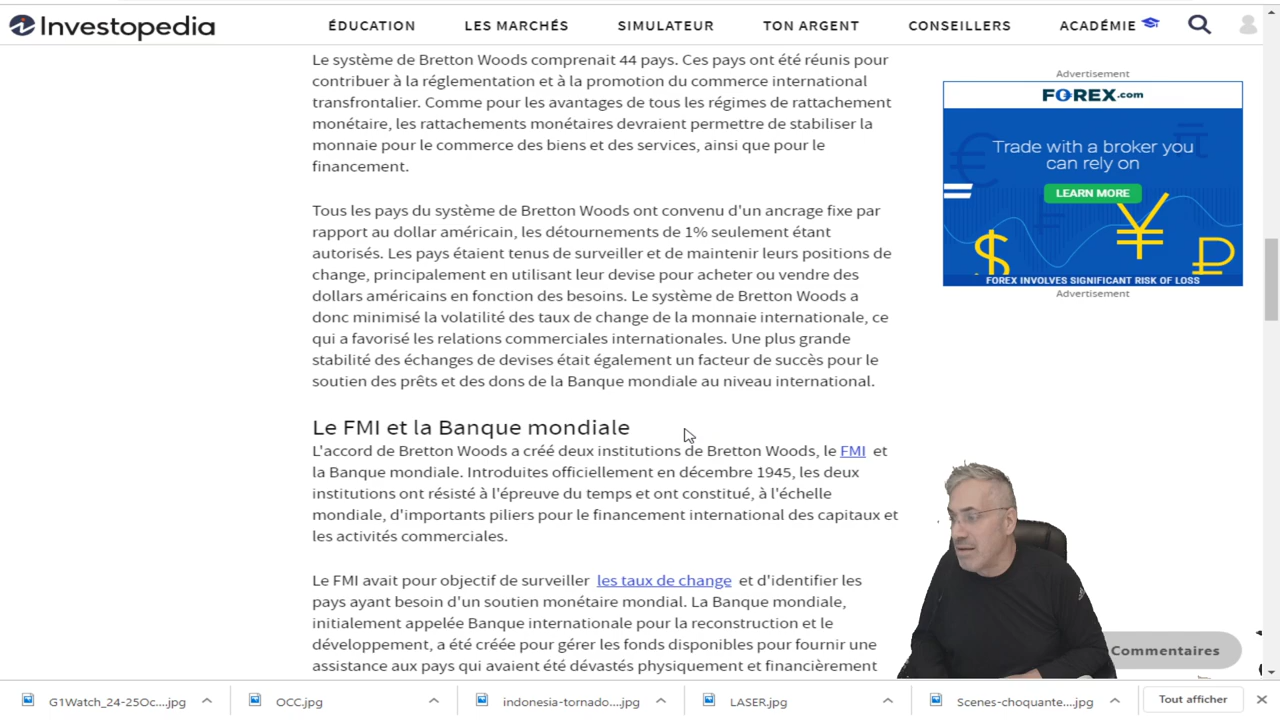 Investopedia
ÉDUCATION
LES MARCHÉS
SIMULATEUR
TON ARGENT
CONSEILLERS
ACADÉMIE
Le système de Bretton Woods comprenait 44 pays. Ces pays ont été réunis pour
contribuer à la réglementation et à la promotion du commerce international
transfrontalier. Comme pour les avantages de tous les régimes de rattachement
monétaire, les rattachements monétaires devraient permettre de stabiliser la
monnaie pour le commerce des biens et des services, ainsi que pour le
financement.
Tous les pays du système de Bretton Woods ont convenu d'un ancrage fixe par
rapport au dollar américain, les détournements de 1% seulement étant
autorisés. Les pays étaient tenus de surveiller et de maintenir leurs positions de
change, principalement en utilisant leur devise pour acheter ou vendre des
dollars américains en fonction des besoins. Le système de Bretton Woods a
donc minimisé la volatilité des taux de change de la monnaie internationale, ce
qui a favorisé les relations commerciales internationales. Une plus grande
stabilité des échanges de devises était également un facteur de succès pour le
soutien des prêts et des dons de la Banque mondiale au niveau international.
Le FMI et la Banque mondiale
L'accord de Bretton Woods a créé deux institutions de Bretton Woods, le FMI et
la Banque mondiale. Introduites officiellement en décembre 1945, les deux
institutions ont résisté à l'épreuve du temps et ont constitué, à l'échelle
mondiale, d'importants piliers pour le financement international des capitaux et
les activités commerciales.
Le FMI avait pour objectif de surveiller les taux de change et d'identifier les
pays ayant besoin d'un soutien monétaire mondial. La Banque mondiale,
initialement appelée Banque internationale pour la reconstruction et le
développement, a été créée pour gérer les fonds disponibles pour fournir une
assistance aux pays qui avaient été dévastés physiquement et financièrement
Advertisement
FOREX.com
Trade with a broker you
can rely on
LEARN MORE
FOREX INVOLVES SIGNIFICANT RISK OF LOSS
Advertisement
Commentaires
G1Watch_24-25Oc....jpg
OCC.jpg
indonesia-tornado....jpg
LASER.jpg
Scenes-choquante....jpg
Tout afficher